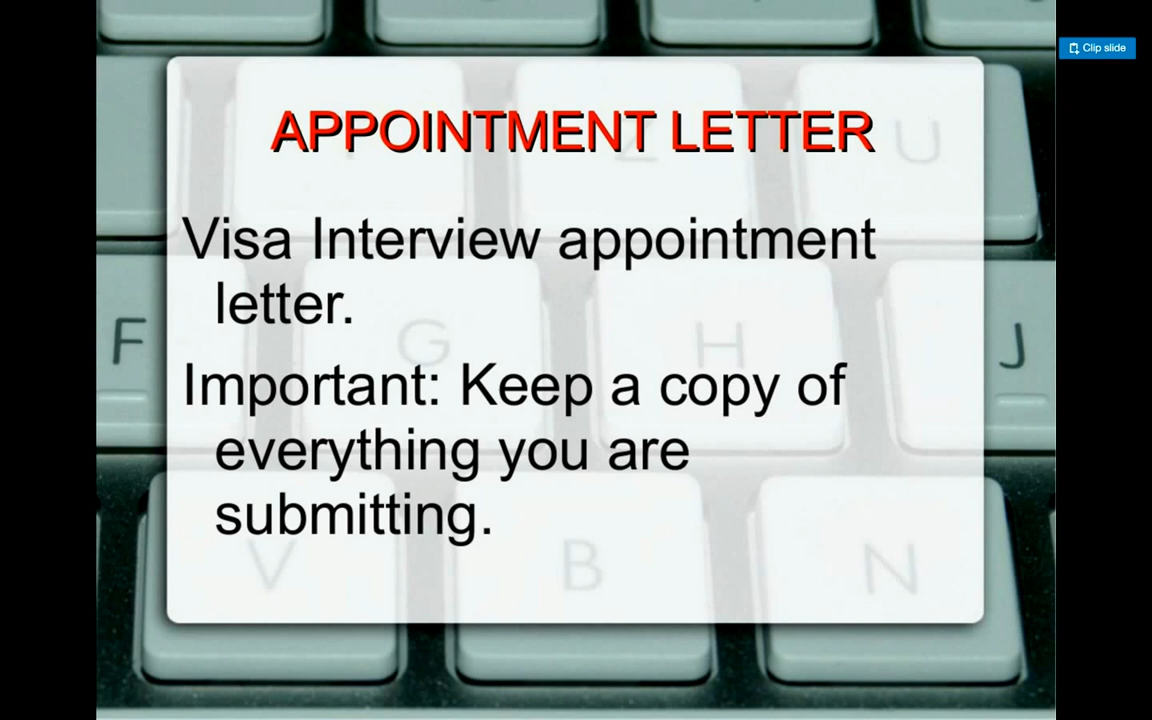 Clip slide
APPOINTMENT LETTER
Visa Interview appointment
letter.
Important: Keep a copy of
everything you are
submitting.
U
Z
F
G
H
J
V
B
N